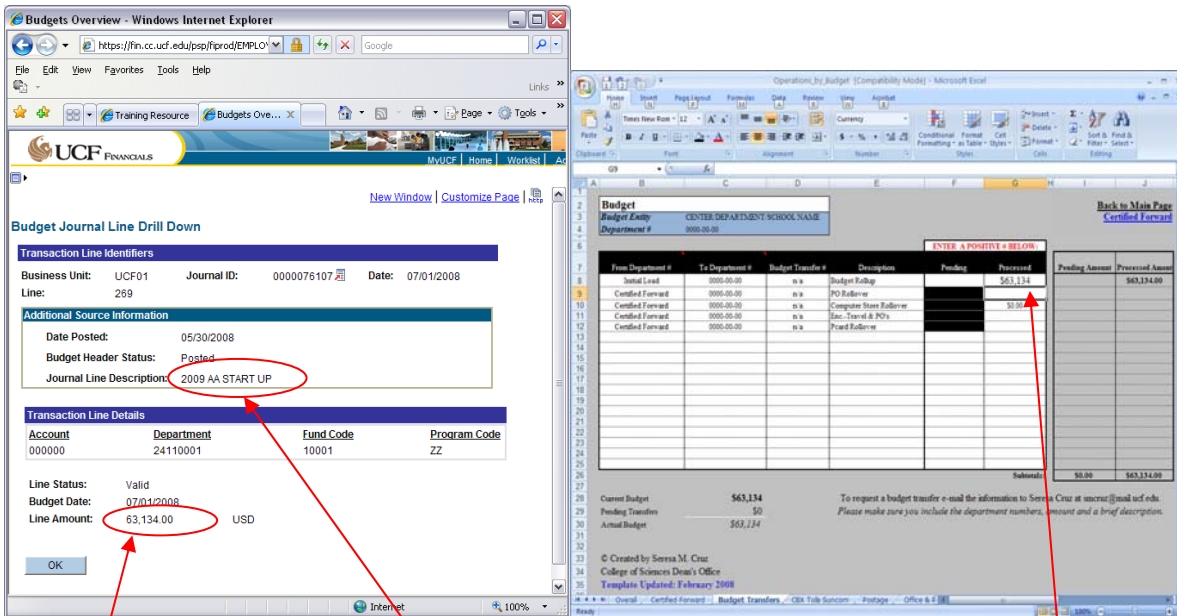 Budgets Overview - Windows Internet Explorer
https://fin.cc.ucf.edu/psp/fiprod/EMPLO
Google
File Edit View Favorites Tools Help
Links »
Training Resource
Budgets Ove... X
Page
Tools
»
UCF FINANCIALS
MyUCF | Home | Worklist |
New Window | Customize Page |
http
Budget Journal Line Drill Down
Transaction Line Identifiers
Business Unit: UCF01 Journal ID: 0000076107 Date: 07/01/2008
Line: 269
Additional Source Information
Date Posted: 05/30/2008
Budget Header Status: Posted
Journal Line Description: 2009 AA START UP
Transaction Line Details
Account Department Fund Code Program Code
000000 24110001 10001 ZZ
Line Status: Valid
Budget Date: 07/01/2008
Line Amount: 63,134.00 USD
OK
Internet
100%
Operations_by_Budget [Compatibility Mode] - Microsoft Excel
Home Insert Page Layout Formulas Data Review View Acrobat
Times New Rom 12
Currency
Paste
Conditional Formatting
Format as Table
Cell Styles
Insert
Delete
Format
Sort & Filter
Find & Select
Clipboard Font Alignment Number Styles Cells Editing
G9
A B C D E F G H I J
Budget
Back to Main Page
Budget Entity CENTER DEPARTMENT SCHOOL NAME
Certified Forward
Department # 0000-00-00
ENTER A POSITIVE # BELOW:
From Department # To Department # Budget Transfer # Description Pending Processed Pending Amount Processed Amount
Initial Load 0000-00-00 n/a Budget Rollup $63,134 $63,134.00
Certified Forward 0000-00-00 n/a PO Rollover
Certified Forward 0000-00-00 n/a Computer Store Rollover $0.00
Certified Forward 0000-00-00 n/a Enc.-Travel & PO's
Certified Forward 0000-00-00 n/a Pcard Rollover
Subtotals: $0.00 $63,134.00
Current Budget $63,134
To request a budget transfer e-mail the information to Seresa Cruz at smcruz@mail.ucf.edu.
Pending Transfers $0
Please make sure you include the department numbers, amount and a brief description.
Actual Budget $63,134
© Created by Seresa M. Cruz
College of Sciences Dean's Office
Template Updated: February 2008
Overall Certified Forward Budget Transfers Postage
Ready
100%